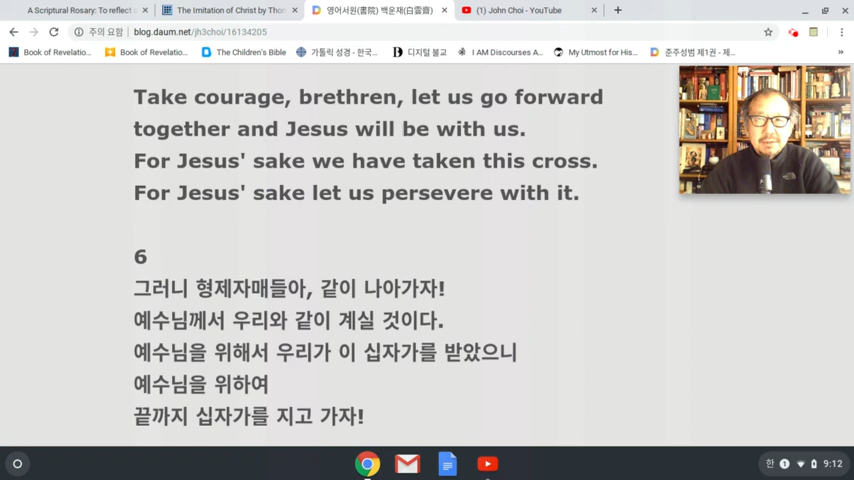 A Scriptural Rosary: To reflect a
The Imitation of Christ by Thom
영어서원(書院) 백운재(白雲齋)
(1) John Choi - YouTube
주의 요함
blog.daum.net/jh3choi/16134205
Book of Revelatio...
Book of Revelatio...
The Children's Bible
가톨릭 성경 - 한국...
디지털 불교
I AM Discourses A...
My Utmost for His...
준주성범 제1권 - 제...
Take courage, brethren, let us go forward
together and Jesus will be with us.
For Jesus' sake we have taken this cross.
For Jesus' sake let us persevere with it.
6
그러니 형제자매들아, 같이 나아가자!
예수님께서 우리와 같이 계실 것이다.
예수님을 위해서 우리가 이 십자가를 받았으니
예수님을 위하여
끝까지 십자가를 지고 가자!
한 1 9:12